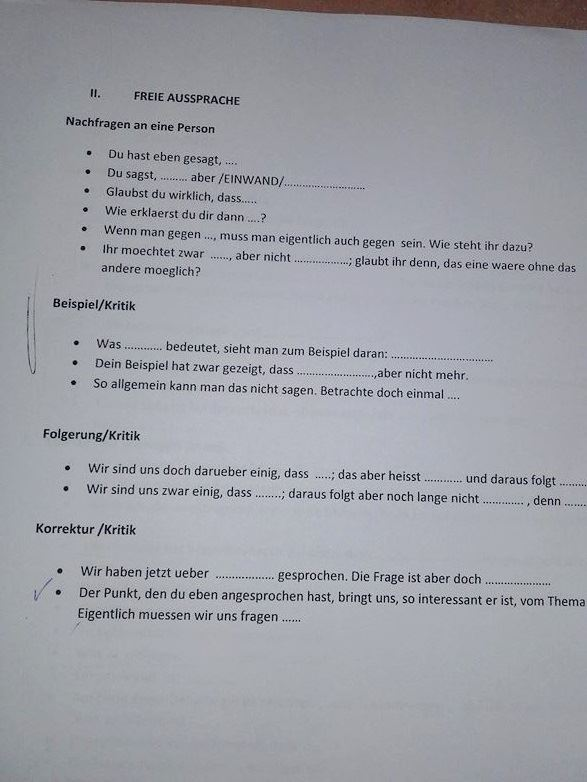 II. FREIE AUSSPRACHE
Nachfragen an eine Person
• Du hast eben gesagt, ....
• Du sagst, ......... aber /EINWAND/............................
• Glaubst du wirklich, dass.....
• Wie erklaerst du dir dann ....?
• Wenn man gegen ..., muss man eigentlich auch gegen sein. Wie steht ihr dazu?
• Ihr moechtet zwar ......, aber nicht ..................; glaubt ihr denn, das eine waere ohne das
andere moeglich?
Beispiel/Kritik
• Was ............ bedeutet, sieht man zum Beispiel daran: ..................................
• Dein Beispiel hat zwar gezeigt, dass ..........................,aber nicht mehr.
• So allgemein kann man das nicht sagen. Betrachte doch einmal ....
Folgerung/Kritik
• Wir sind uns doch darueber einig, dass .....; das aber heisst ............ und daraus folgt .........
• Wir sind uns zwar einig, dass ........; daraus folgt aber noch lange nicht ............. , denn .......
Korrektur /Kritik
• Wir haben jetzt ueber ................... gesprochen. Die Frage ist aber doch ......................
• Der Punkt, den du eben angesprochen hast, bringt uns, so interessant er ist, vom Thema
Eigentlich muessen wir uns fragen ......